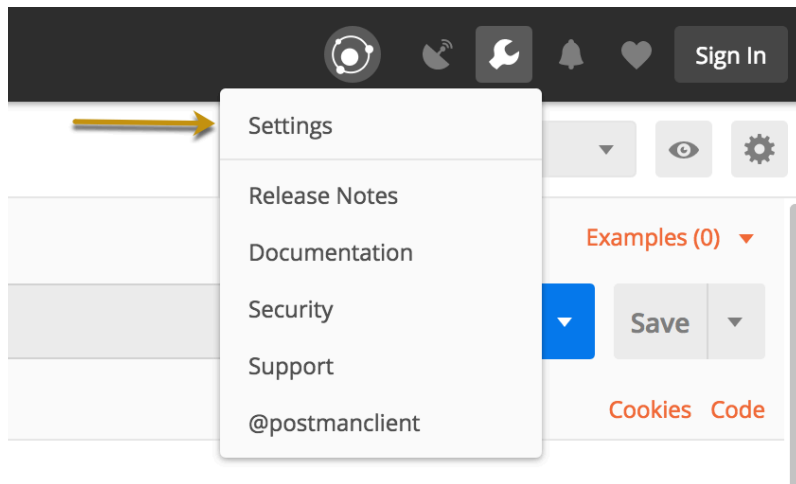 Sign In
Settings
Release Notes
Examples (0)
Documentation
Security
Save
Support
Cookies Code
@postmanclient